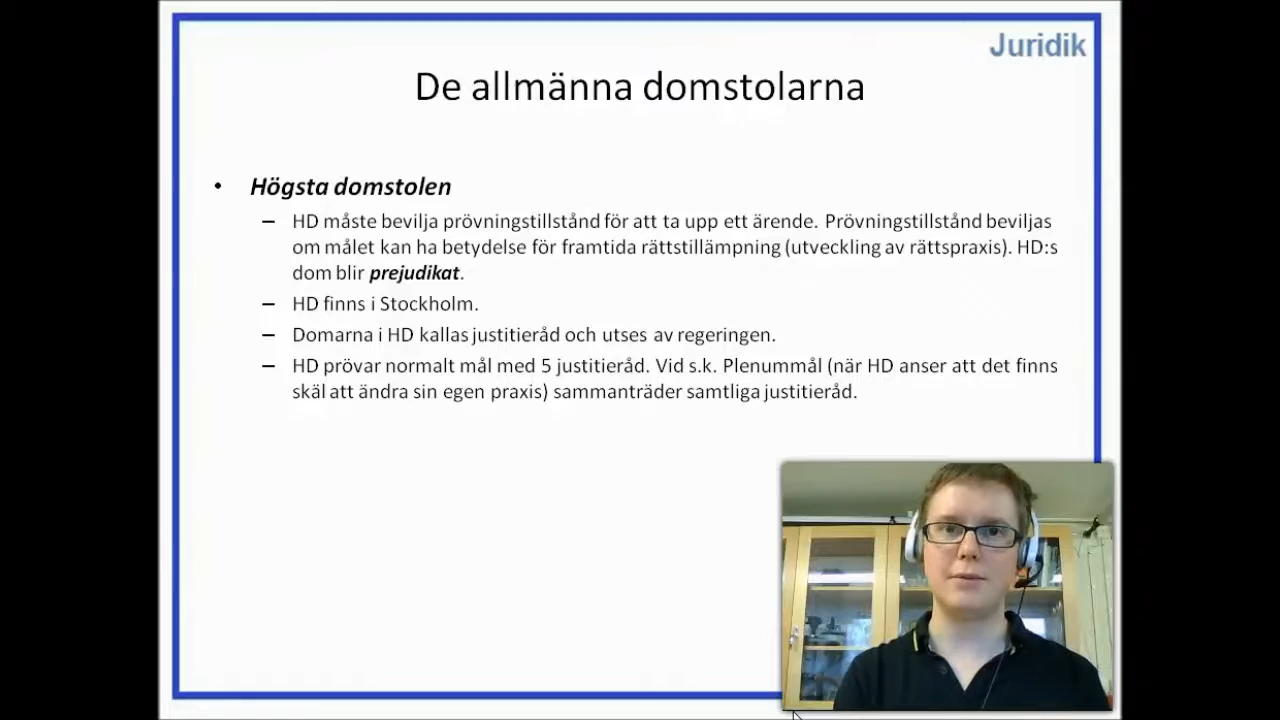 Juridik
De allmänna domstolarna
• Högsta domstolen
– HD måste bevilja prövningstillstånd för att ta upp ett ärende. Prövningstillstånd beviljas
om målet kan ha betydelse för framtida rättstillämpning (utveckling av rättspraxis). HD:s
dom blir prejudikat.
– HD finns i Stockholm.
– Domarna i HD kallas justitieråd och utses av regeringen.
– HD prövar normalt mål med 5 justitieråd. Vid s.k. Plenummål (när HD anser att det finns
skäl att ändra sin egen praxis) sammanträder samtliga justitieråd.